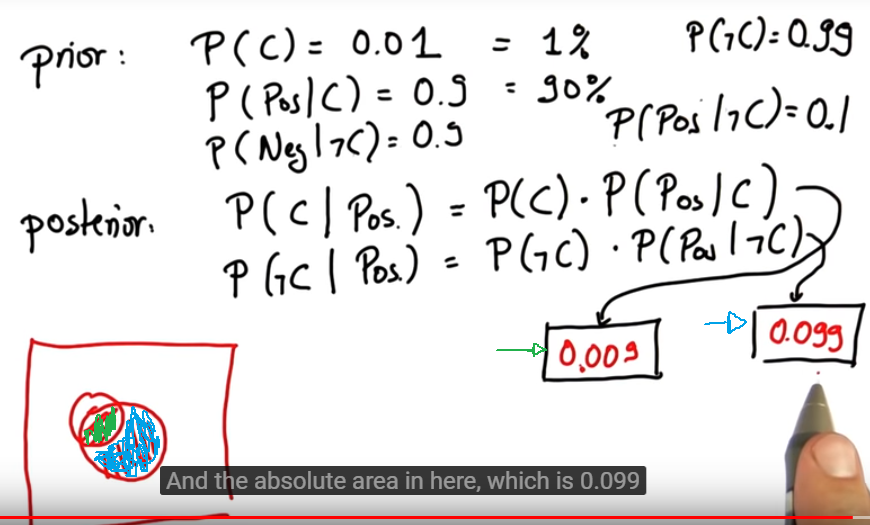 prior: P(C) = 0.01 = 1% P(¬C)=0.99
P(Pos|C) = 0.9 = 90% P(Pos|¬C)=0.1
P(Neg|¬C)= 0.9
posterior: P(C|Pos.) = P(C)·P(Pos|C)
P(¬C|Pos.) = P(¬C)·P(Pos|¬C)
0.009 0.099
And the absolute area in here, which is 0.099